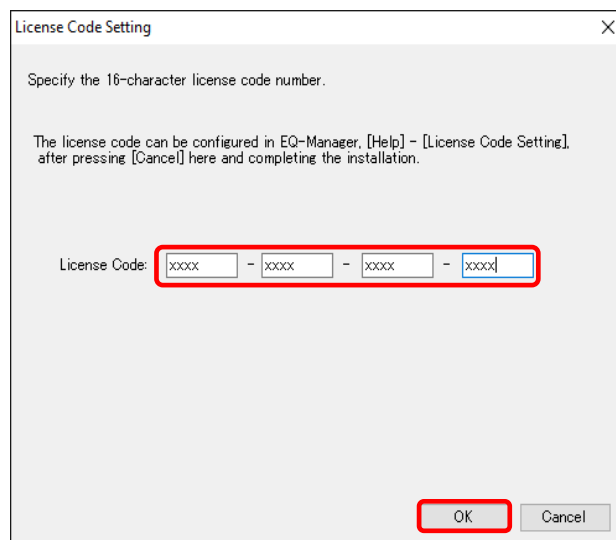 License Code Setting
Specify the 16-character license code number.
The license code can be configured in EQ-Manager, [Help] - [License Code Setting],
after pressing [Cancel] here and completing the installation.
License Code: xxxx - xxxx - xxxx - xxxx
OK Cancel